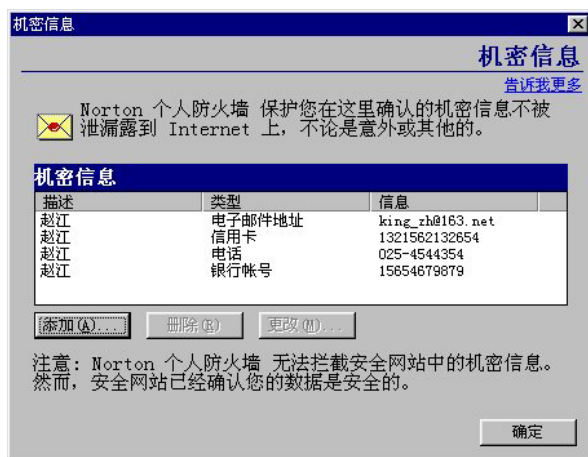 机密信息
机密信息
告诉我更多
Norton 个人防火墙 保护您在这里确认的机密信息不被
泄漏露到 Internet 上，不论是意外或其他的。
机密信息
描述 类型 信息
赵江 电子邮件地址 king_zh@163.net
赵江 信用卡 1321562132654
赵江 电话 025-4544354
赵江 银行帐号 15654679879
添加(A)... 删除(R) 更改(M)...
注意: Norton 个人防火墙 无法拦截安全网站中的机密信息。
然而，安全网站已经确认您的数据是安全的。
确定